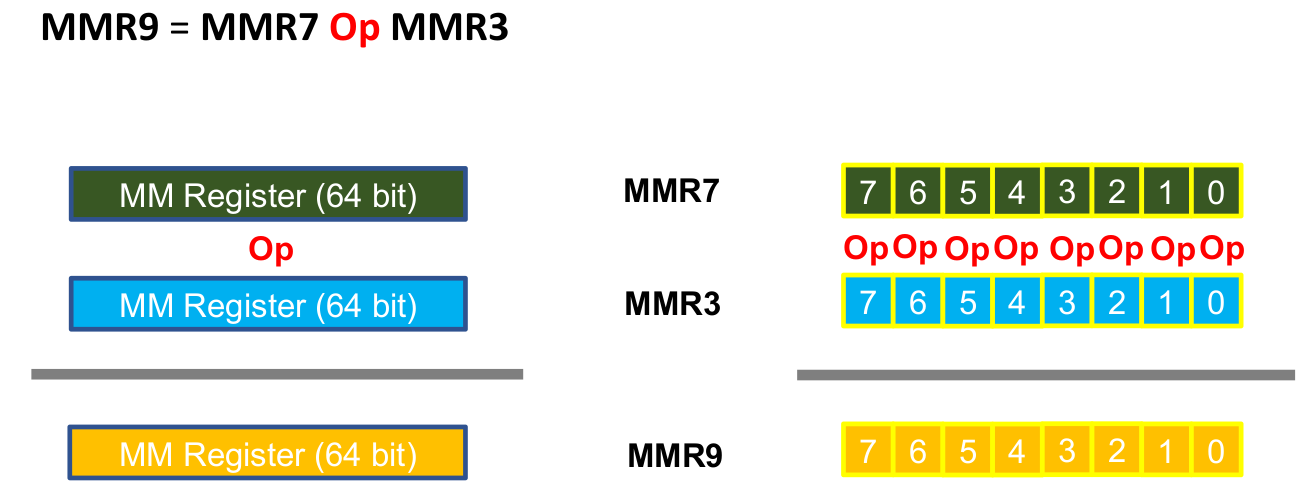 MMR9 = MMR7 Op MMR3
MM Register (64 bit) MMR7 7 6 5 4 3 2 1 0
Op Op Op Op Op Op Op Op Op
MM Register (64 bit) MMR3 7 6 5 4 3 2 1 0
MM Register (64 bit) MMR9 7 6 5 4 3 2 1 0